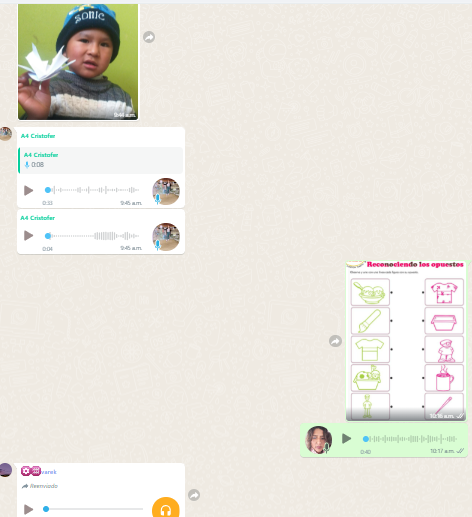 SONIC
9:44 a.m.
A4 Cristofer
A4 Cristofer
0:08
0:33
9:45 a.m.
A4 Cristofer
0:04
9:45 a.m.
Reconociendo los opuestos
10:16 a.m.
0:40
10:17 a.m.
varek
Reenviado